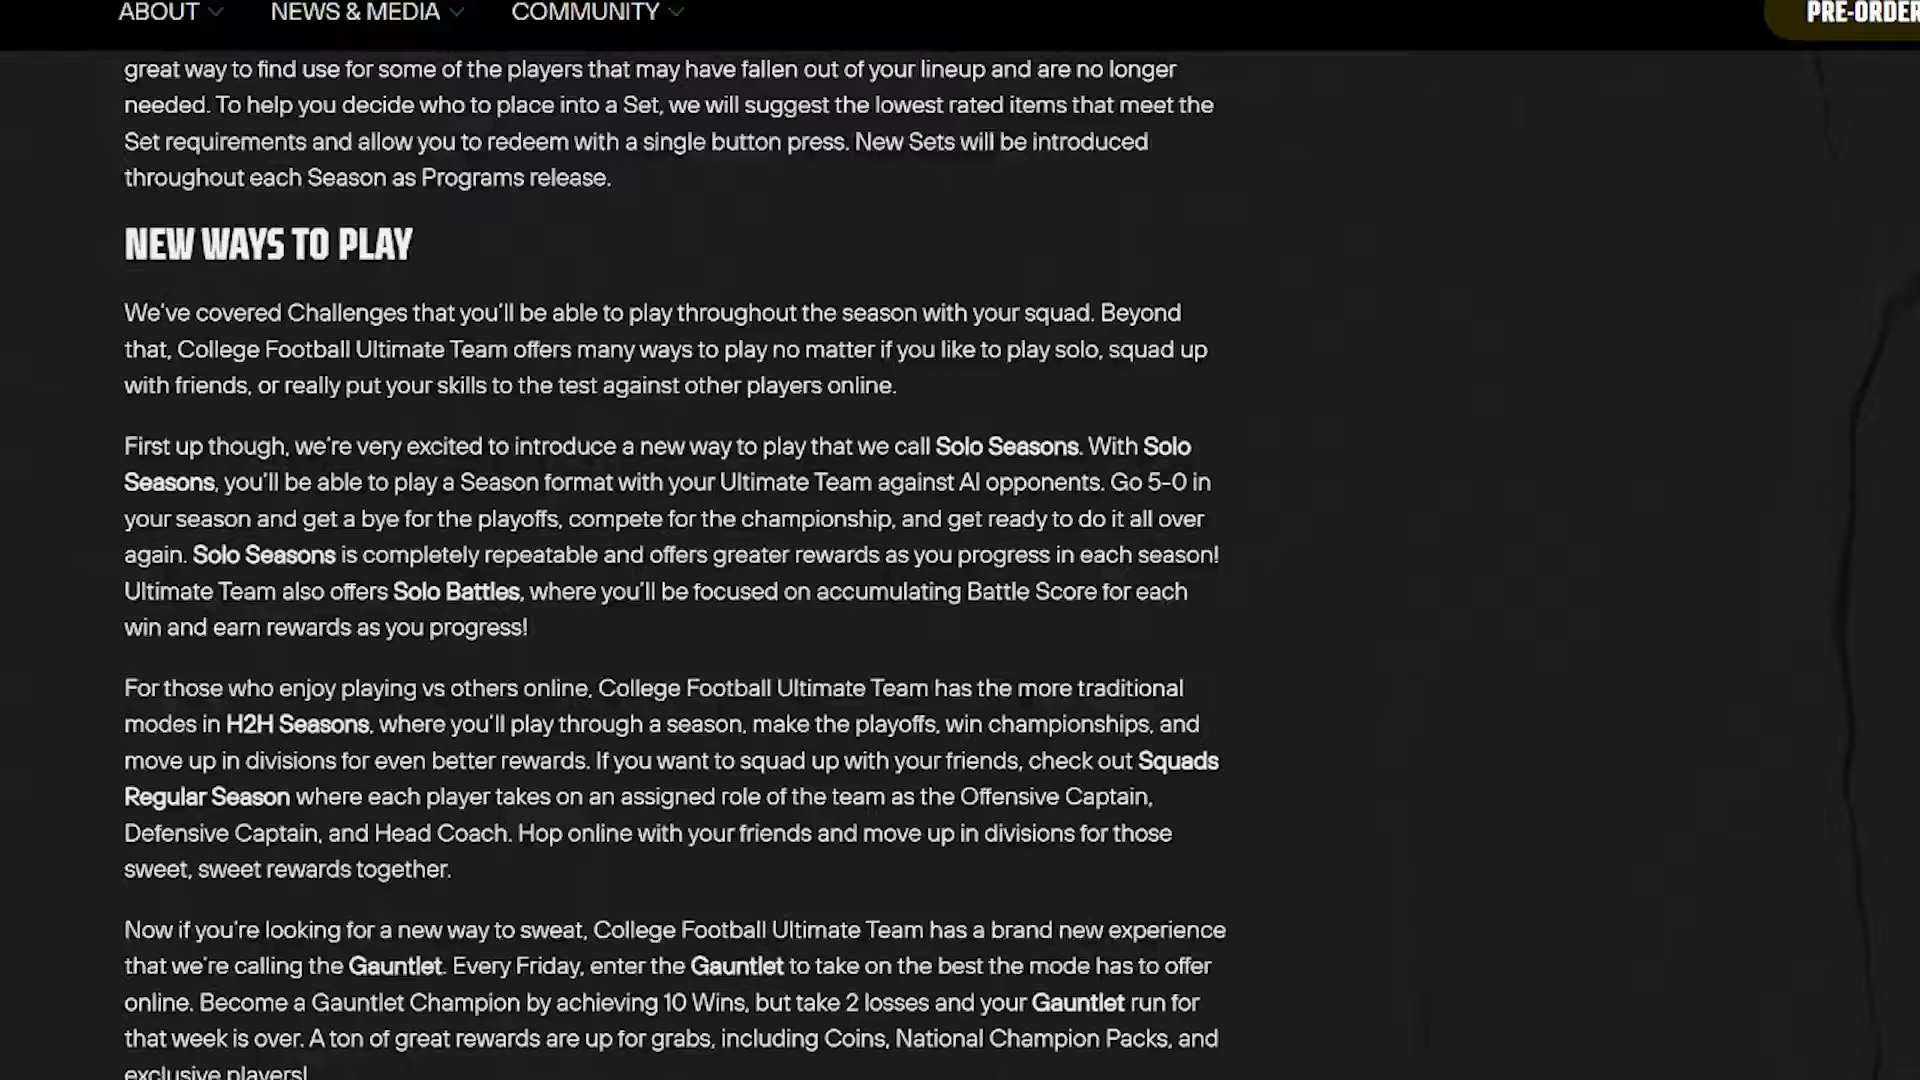 ABOUT NEWS & MEDIA COMMUNITY PRE-ORDER
great way to find use for some of the players that may have fallen out of your lineup and are no longer
needed. To help you decide who to place into a Set, we will suggest the lowest rated items that meet the
Set requirements and allow you to redeem with a single button press. New Sets will be introduced
throughout each Season as Programs release.
NEW WAYS TO PLAY
We've covered Challenges that you'll be able to play throughout the season with your squad. Beyond
that, College Football Ultimate Team offers many ways to play no matter if you like to play solo, squad up
with friends, or really put your skills to the test against other players online.
First up though, we're very excited to introduce a new way to play that we call Solo Seasons. With Solo
Seasons, you'll be able to play a Season format with your Ultimate Team against AI opponents. Go 5-0 in
your season and get a bye for the playoffs, compete for the championship, and get ready to do it all over
again. Solo Seasons is completely repeatable and offers greater rewards as you progress in each season!
Ultimate Team also offers Solo Battles, where you'll be focused on accumulating Battle Score for each
win and earn rewards as you progress!
For those who enjoy playing vs others online, College Football Ultimate Team has the more traditional
modes in H2H Seasons, where you'll play through a season, make the playoffs, win championships, and
move up in divisions for even better rewards. If you want to squad up with your friends, check out Squads
Regular Season where each player takes on an assigned role of the team as the Offensive Captain,
Defensive Captain, and Head Coach. Hop online with your friends and move up in divisions for those
sweet, sweet rewards together.
Now if you're looking for a new way to sweat, College Football Ultimate Team has a brand new experience
that we're calling the Gauntlet. Every Friday, enter the Gauntlet to take on the best the mode has to offer
online. Become a Gauntlet Champion by achieving 10 Wins, but take 2 losses and your Gauntlet run for
that week is over. A ton of great rewards are up for grabs, including Coins, National Champion Packs, and
exclusive players!